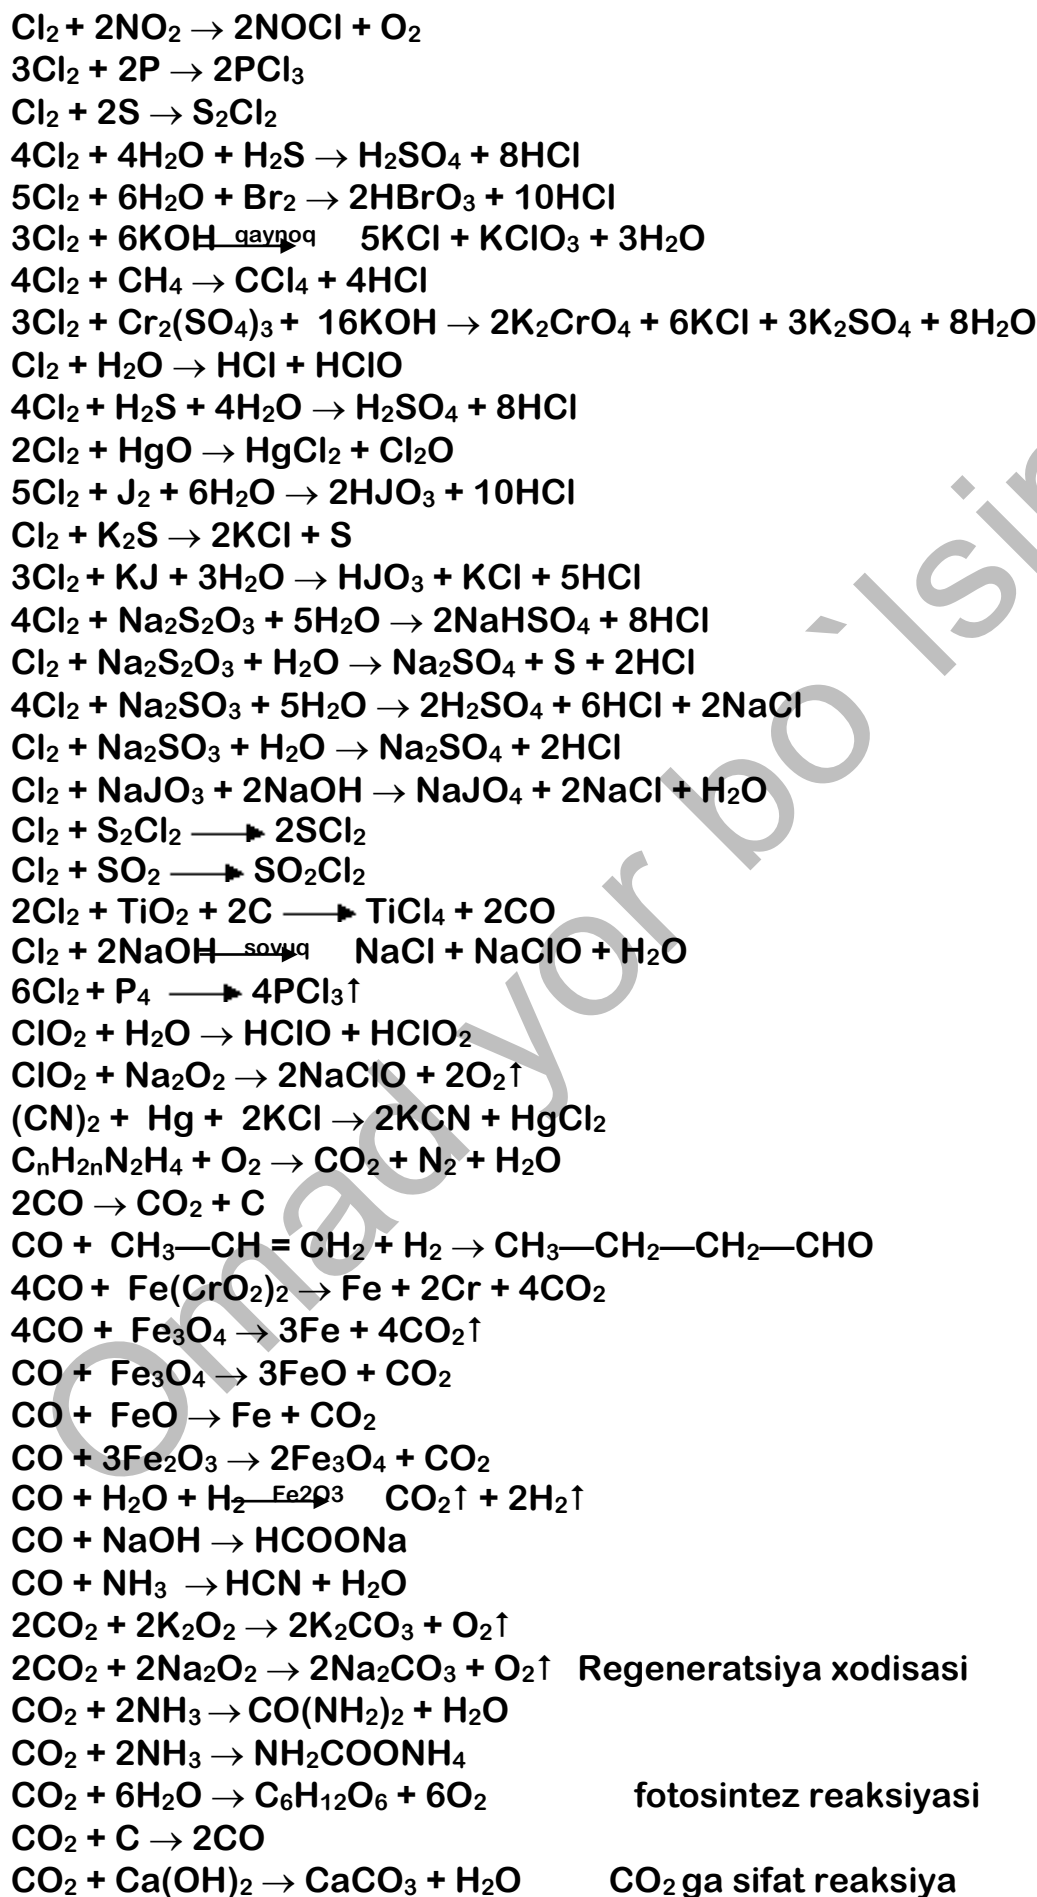 Cl₂ + 2NO₂ → 2NOCl + O₂
3Cl₂ + 2P → 2PCl₃
Cl₂ + 2S → S₂Cl₂
4Cl₂ + 4H₂O + H₂S → H₂SO₄ + 8HCl
5Cl₂ + 6H₂O + Br₂ → 2HBrO₃ + 10HCl
3Cl₂ + 6KOH qaynoq→ 5KCl + KClO₃ + 3H₂O
4Cl₂ + CH₄ → CCl₄ + 4HCl
3Cl₂ + Cr₂(SO₄)₃ + 16KOH → 2K₂CrO₄ + 6KCl + 3K₂SO₄ + 8H₂O
Cl₂ + H₂O → HCl + HClO
4Cl₂ + H₂S + 4H₂O → H₂SO₄ + 8HCl
2Cl₂ + HgO → HgCl₂ + Cl₂O
5Cl₂ + J₂ + 6H₂O → 2HJO₃ + 10HCl
Cl₂ + K₂S → 2KCl + S
3Cl₂ + KJ + 3H₂O → HJO₃ + KCl + 5HCl
4Cl₂ + Na₂S₂O₃ + 5H₂O → 2NaHSO₄ + 8HCl
Cl₂ + Na₂S₂O₃ + H₂O → Na₂SO₄ + S + 2HCl
4Cl₂ + Na₂SO₃ + 5H₂O → 2H₂SO₄ + 6HCl + 2NaCl
Cl₂ + Na₂SO₃ + H₂O → Na₂SO₄ + 2HCl
Cl₂ + NaJO₃ + 2NaOH → NaJO₄ + 2NaCl + H₂O
Cl₂ + S₂Cl₂ → 2SCl₂
Cl₂ + SO₂ → SO₂Cl₂
2Cl₂ + TiO₂ + 2C → TiCl₄ + 2CO
Cl₂ + 2NaOH sovuq→ NaCl + NaClO + H₂O
6Cl₂ + P₄ → 4PCl₃↑
ClO₂ + H₂O → HClO + HClO₂
ClO₂ + Na₂O₂ → 2NaClO + 2O₂↑
(CN)₂ + Hg + 2KCl → 2KCN + HgCl₂
CₙH₂ₙN₂H₄ + O₂ → CO₂ + N₂ + H₂O
2CO → CO₂ + C
CO + CH₃—CH = CH₂ + H₂ → CH₃—CH₂—CH₂—CHO
4CO + Fe(CrO₂)₂ → Fe + 2Cr + 4CO₂
4CO + Fe₃O₄ → 3Fe + 4CO₂↑
CO + Fe₃O₄ → 3FeO + CO₂
CO + FeO → Fe + CO₂
CO + 3Fe₂O₃ → 2Fe₃O₄ + CO₂
CO + H₂O + H₂ Fe2O3→ CO₂↑ + 2H₂↑
CO + NaOH → HCOONa
CO + NH₃ → HCN + H₂O
2CO₂ + 2K₂O₂ → 2K₂CO₃ + O₂↑
2CO₂ + 2Na₂O₂ → 2Na₂CO₃ + O₂↑ Regeneratsiya xodisasi
CO₂ + 2NH₃ → CO(NH₂)₂ + H₂O
CO₂ + 2NH₃ → NH₂COONH₄
CO₂ + 6H₂O → C₆H₁₂O₆ + 6O₂ fotosintez reaksiyasi
CO₂ + C → 2CO
CO₂ + Ca(OH)₂ → CaCO₃ + H₂O CO₂ ga sifat reaksiya
Omad yor bo`lsin